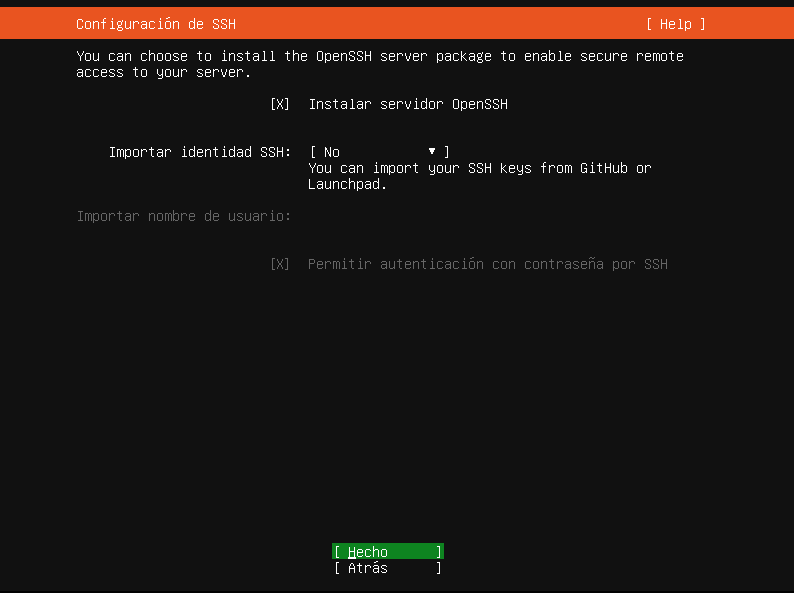 Configuración de SSH [ Help ]
You can choose to install the OpenSSH server package to enable secure remote
access to your server.
[X] Instalar servidor OpenSSH
Importar identidad SSH: [ No ▾ ]
You can import your SSH keys from GitHub or
Launchpad.
Importar nombre de usuario:
[X] Permitir autenticación con contraseña por SSH
[ Hecho ]
[ Atrás ]